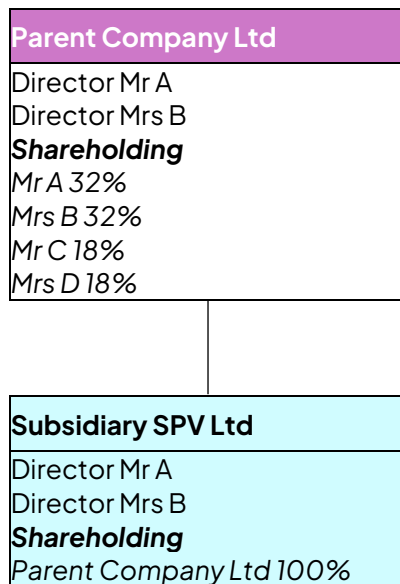 Parent Company Ltd
Director Mr A
Director Mrs B
Shareholding
Mr A 32%
Mrs B 32%
Mr C 18%
Mrs D 18%
Subsidiary SPV Ltd
Director Mr A
Director Mrs B
Shareholding
Parent Company Ltd 100%